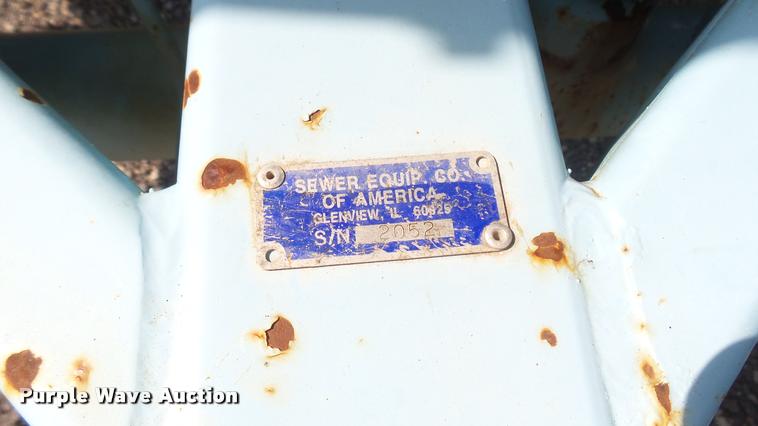 SEWER EQUIP. CO.
OF AMERICA
GLENVIEW, IL 60025
S/N 2052
Purple Wave Auction